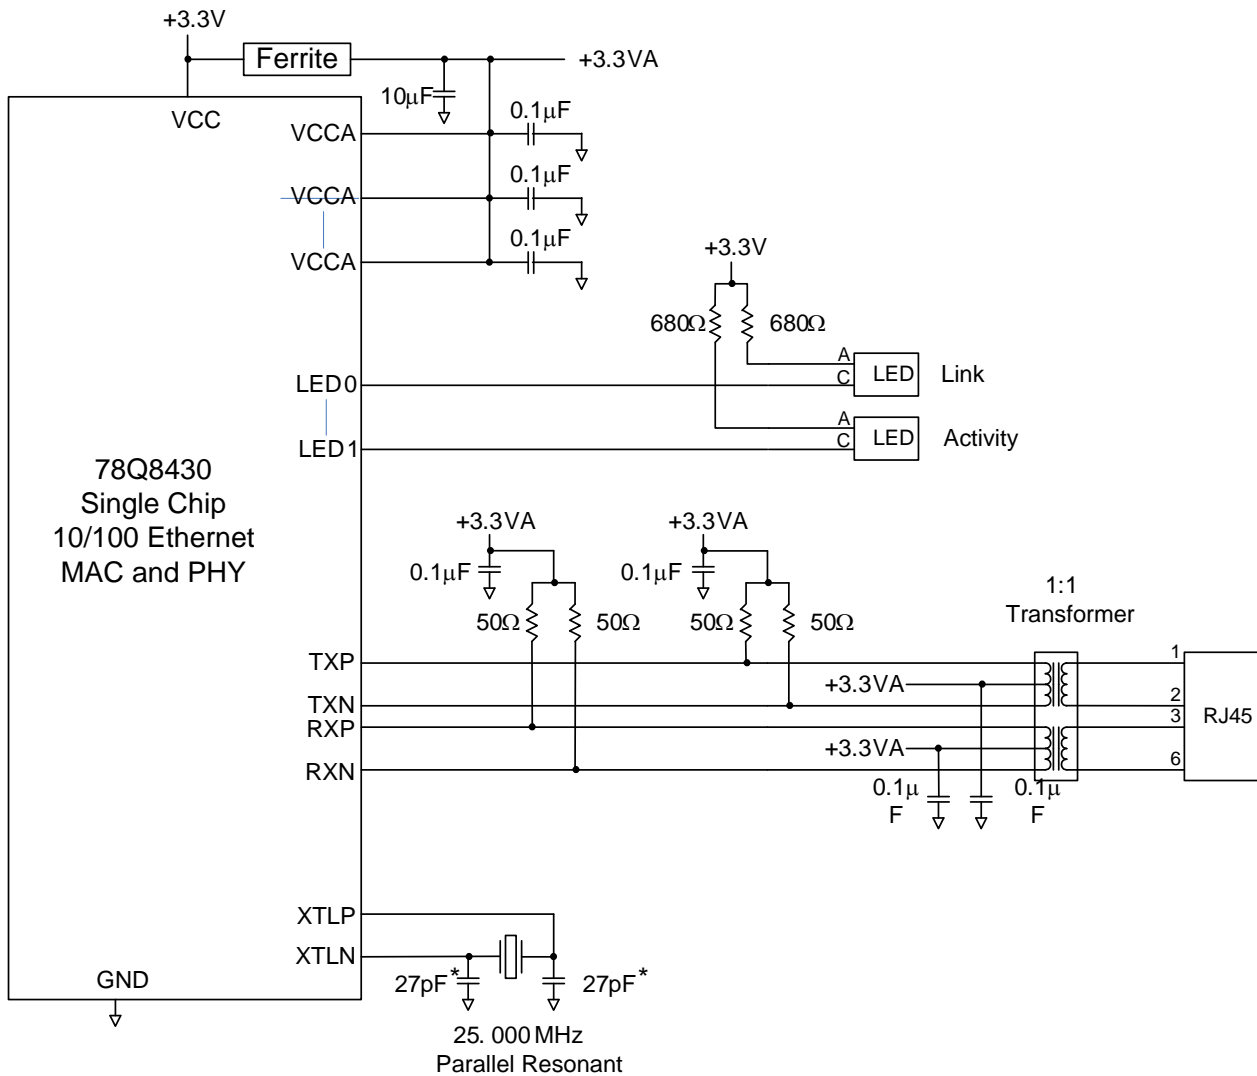 +3.3V
Ferrite
+3.3VA
10µF
VCC
0.1µF
VCCA
0.1µF
VCCA
0.1µF
VCCA
+3.3V
680Ω
680Ω
A
LED0
C
LED
Link
A
LED1
C
LED
Activity
78Q8430
Single Chip
10/100 Ethernet
MAC and PHY
+3.3VA
+3.3VA
0.1µF
0.1µF
50Ω
50Ω
50Ω
50Ω
1:1
Transformer
TXP
1
+3.3VA
TXN
2
RXP
3
RJ45
+3.3VA
RXN
6
0.1µ
F
0.1µ
F
XTLP
XTLN
GND
27pF*
27pF*
25. 000 MHz
Parallel Resonant